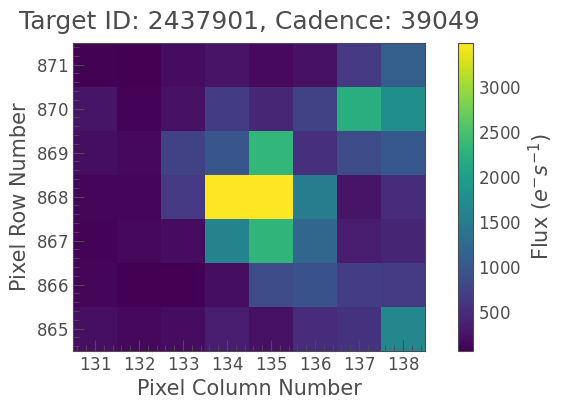 Target ID: 2437901, Cadence: 39049
871
870
869
868
867
866
865
Pixel Row Number
131 132 133 134 135 136 137 138
Pixel Column Number
3000
2500
2000
1500
1000
500
Flux (e⁻ s⁻¹)